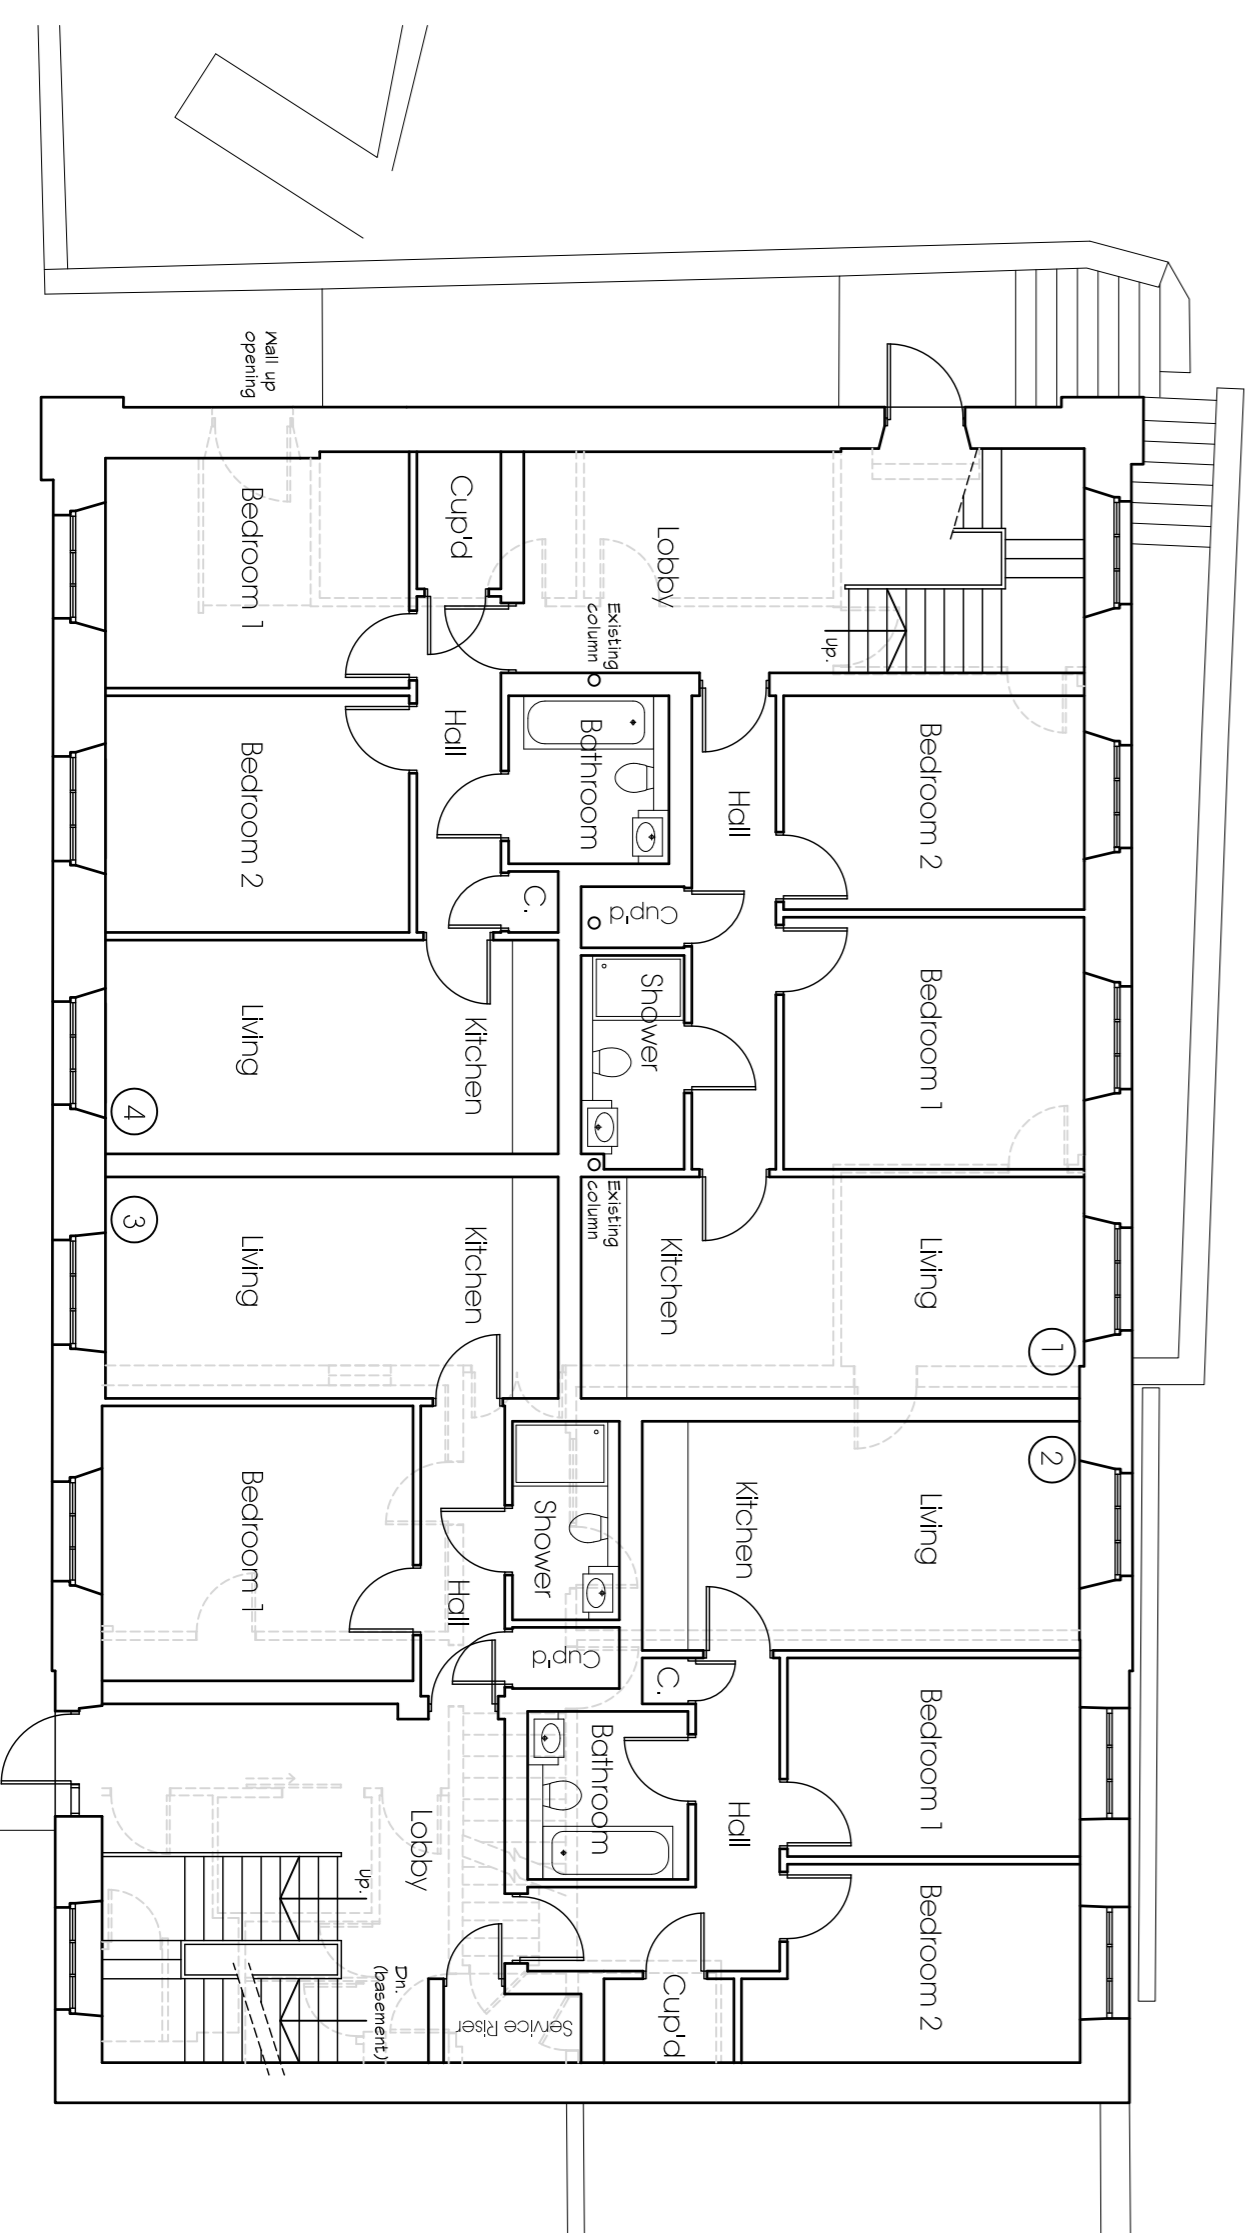 Wall up
opening
Bedroom 1
Cup'd
Lobby
up.
Existing
column
Bedroom 2
Hall
Bathroom
Hall
Bedroom 2
C.
Cup'd
Living
Kitchen
Shower
Bedroom 1
4
3
Existing
column
Living
Kitchen
Kitchen
Living
1
2
Bedroom 1
Hall
Shower
Kitchen
Living
Cup'd
C.
Bedroom 1
Bathroom
Hall
Lobby
up.
Dn.
(basement)
Service Riser
Cup'd
Bedroom 2